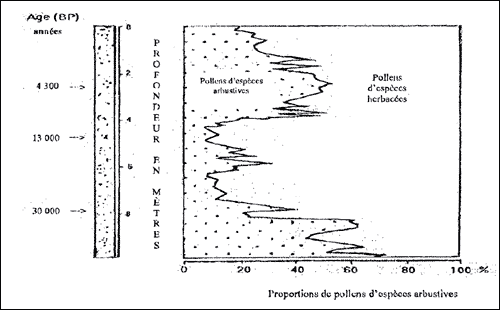 Age (BP)
années
4 300 -->
13 000 -->
30 000 -->
0
2
4
6
8
PROFONDEUR EN MÈTRES
Pollens d'espèces
arbustives
Pollens
d'espèces
herbacées
0 20 40 60 80 100 %
Proportions de pollens d'espèces arbustives